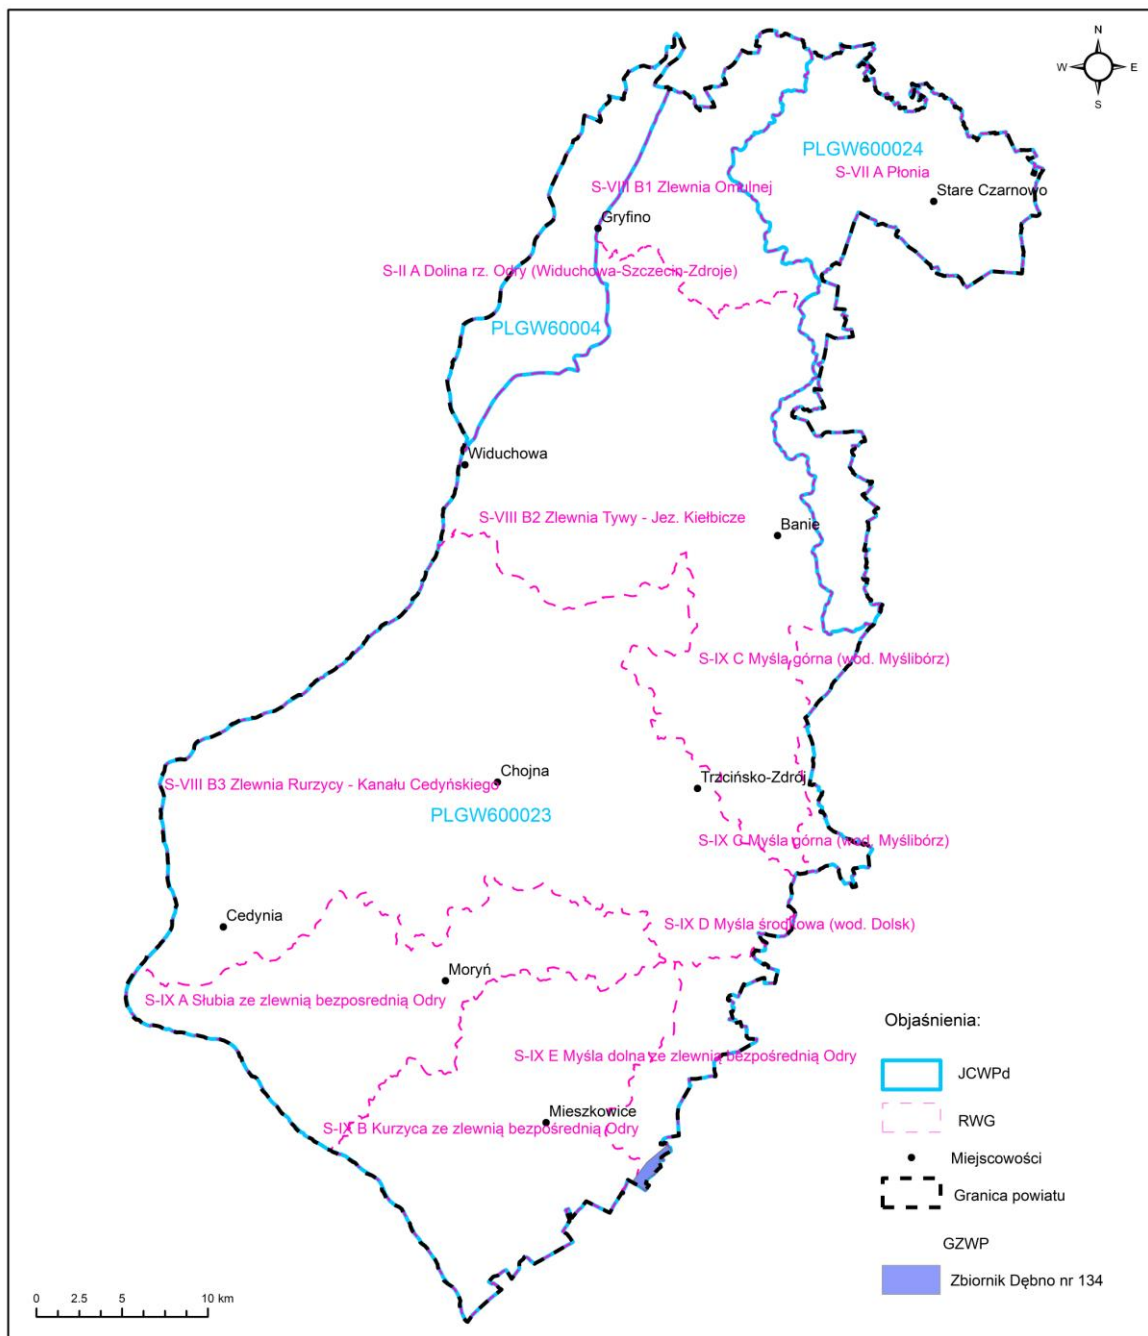 N
W E
S
PLGW600024
S-VII A Płonia
Stare Czarnowo
S-VIII B1 Zlewnia Omulnej
Gryfino
S-II A Dolina rz. Odry (Widuchowa-Szczecin-Zdroje)
PLGW60004
Widuchowa
S-VIII B2 Zlewnia Tywy - Jez. Kiełbicze
Banie
S-IX C Myśla górna (wod. Myślibórz)
Chojna
S-VIII B3 Zlewnia Rurzycy - Kanału Cedyńskiego
Trzcińsko-Zdrój
PLGW600023
S-IX C Myśla górna (wod. Myślibórz)
Cedynia
S-IX D Myśla środkowa (wod. Dolsk)
Moryń
S-IX A Słubia ze zlewnią bezposrednią Odry
S-IX E Myśla dolna ze zlewnią bezpośrednią Odry
Mieszkowice
S-IX B Kurzyca ze zlewnią bezpośrednią Odry
Objaśnienia:
JCWPd
RWG
Miejscowości
Granica powiatu
GZWP
Zbiornik Dębno nr 134
0 2.5 5 10 km